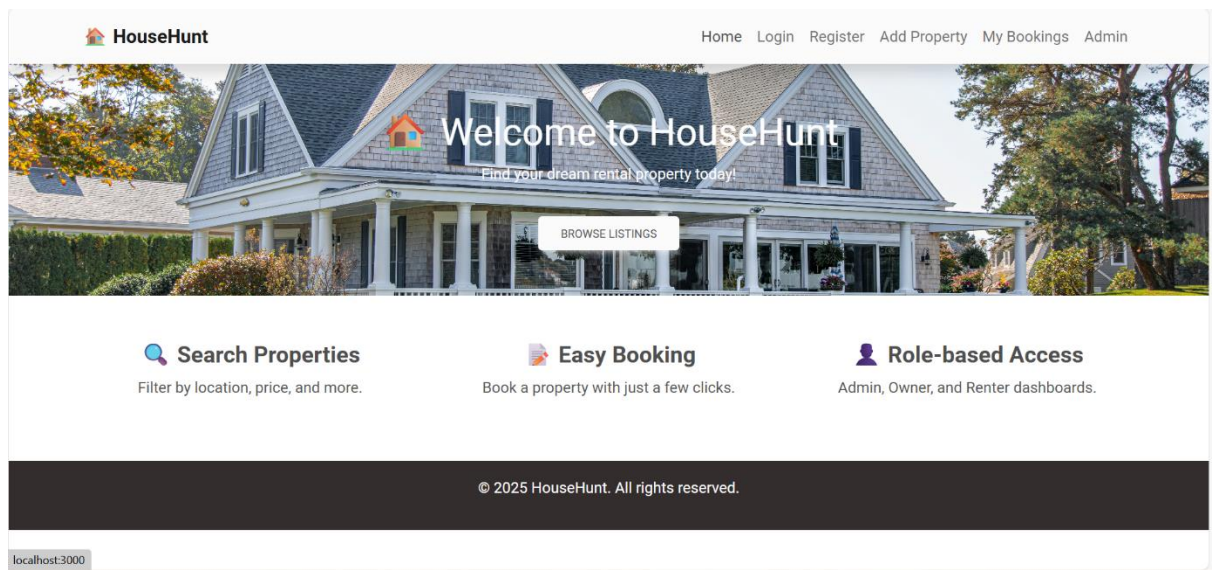 HouseHunt
Home Login Register Add Property My Bookings Admin
Welcome to HouseHunt
Find your dream rental property today!
BROWSE LISTINGS
Search Properties
Filter by location, price, and more.
Easy Booking
Book a property with just a few clicks.
Role-based Access
Admin, Owner, and Renter dashboards.
© 2025 HouseHunt. All rights reserved.
localhost:3000